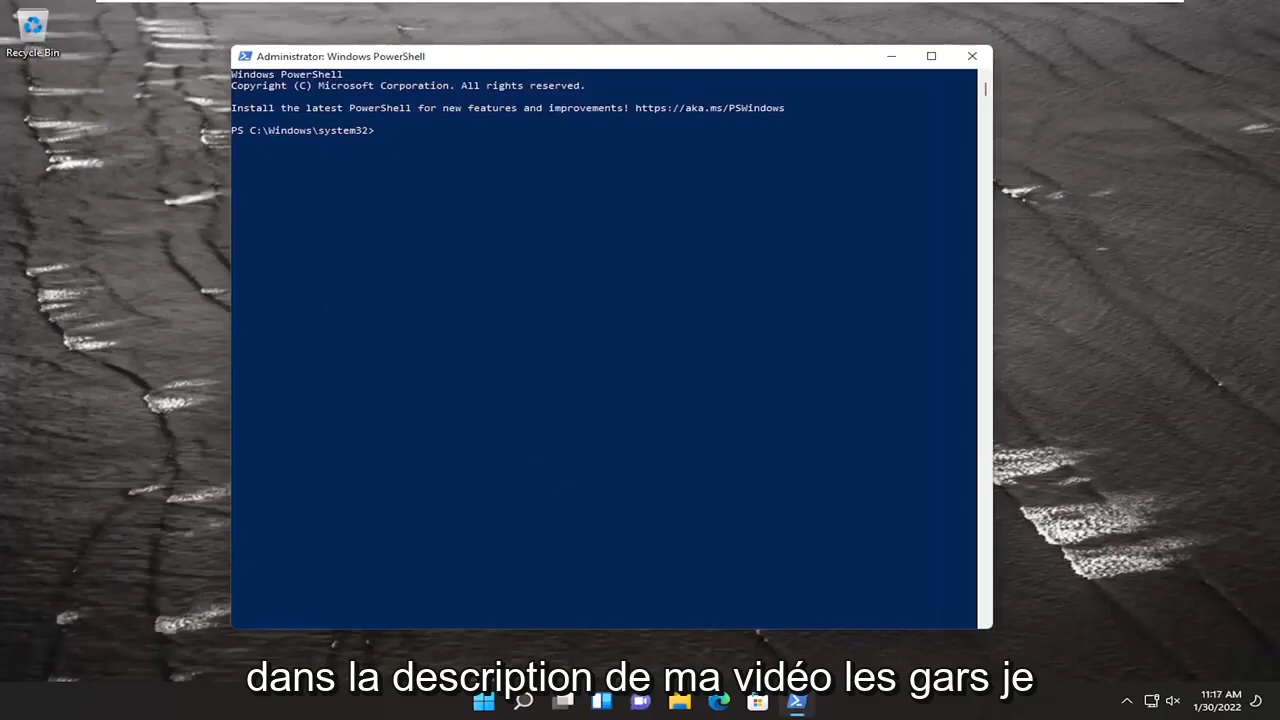 Recycle Bin
Administrator: Windows PowerShell
Windows PowerShell
Copyright (C) Microsoft Corporation. All rights reserved.
Install the latest PowerShell for new features and improvements! https://aka.ms/PSWindows
PS C:\Windows\system32>
dans la description de ma vidéo les gars je
11:17 AM
1/30/2022